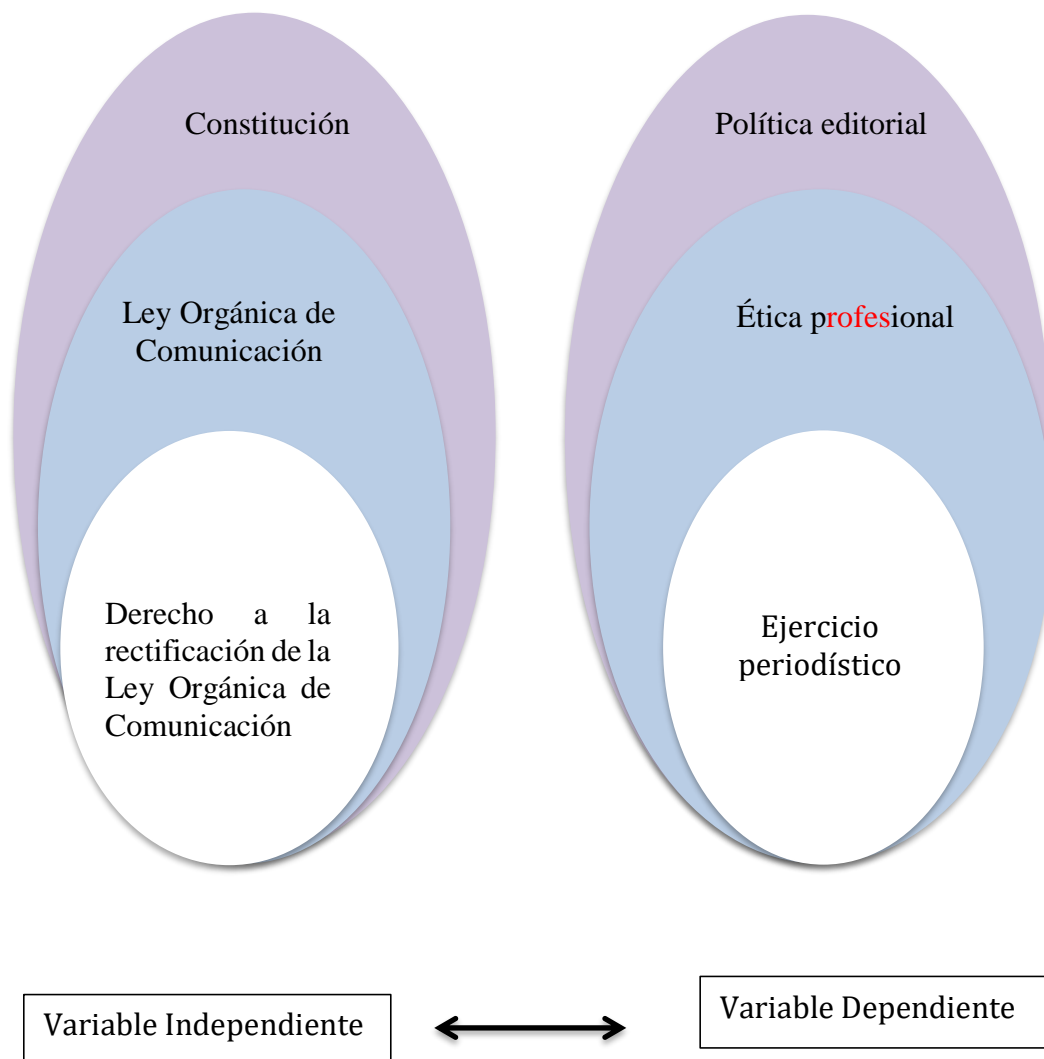 Constitución
Ley Orgánica de
Comunicación
Derecho a la
rectificación de la
Ley Orgánica de
Comunicación
Política editorial
Ética profesional
Ejercicio
periodístico
Variable Independiente
Variable Dependiente